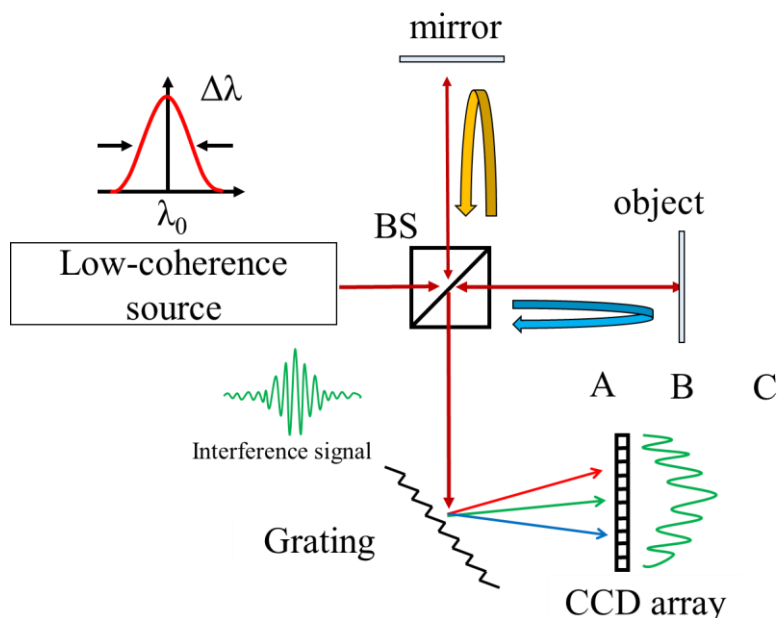 mirror
Δλ
λ0
object
BS
Low-coherence
source
A B C
Interference signal
Grating
CCD array